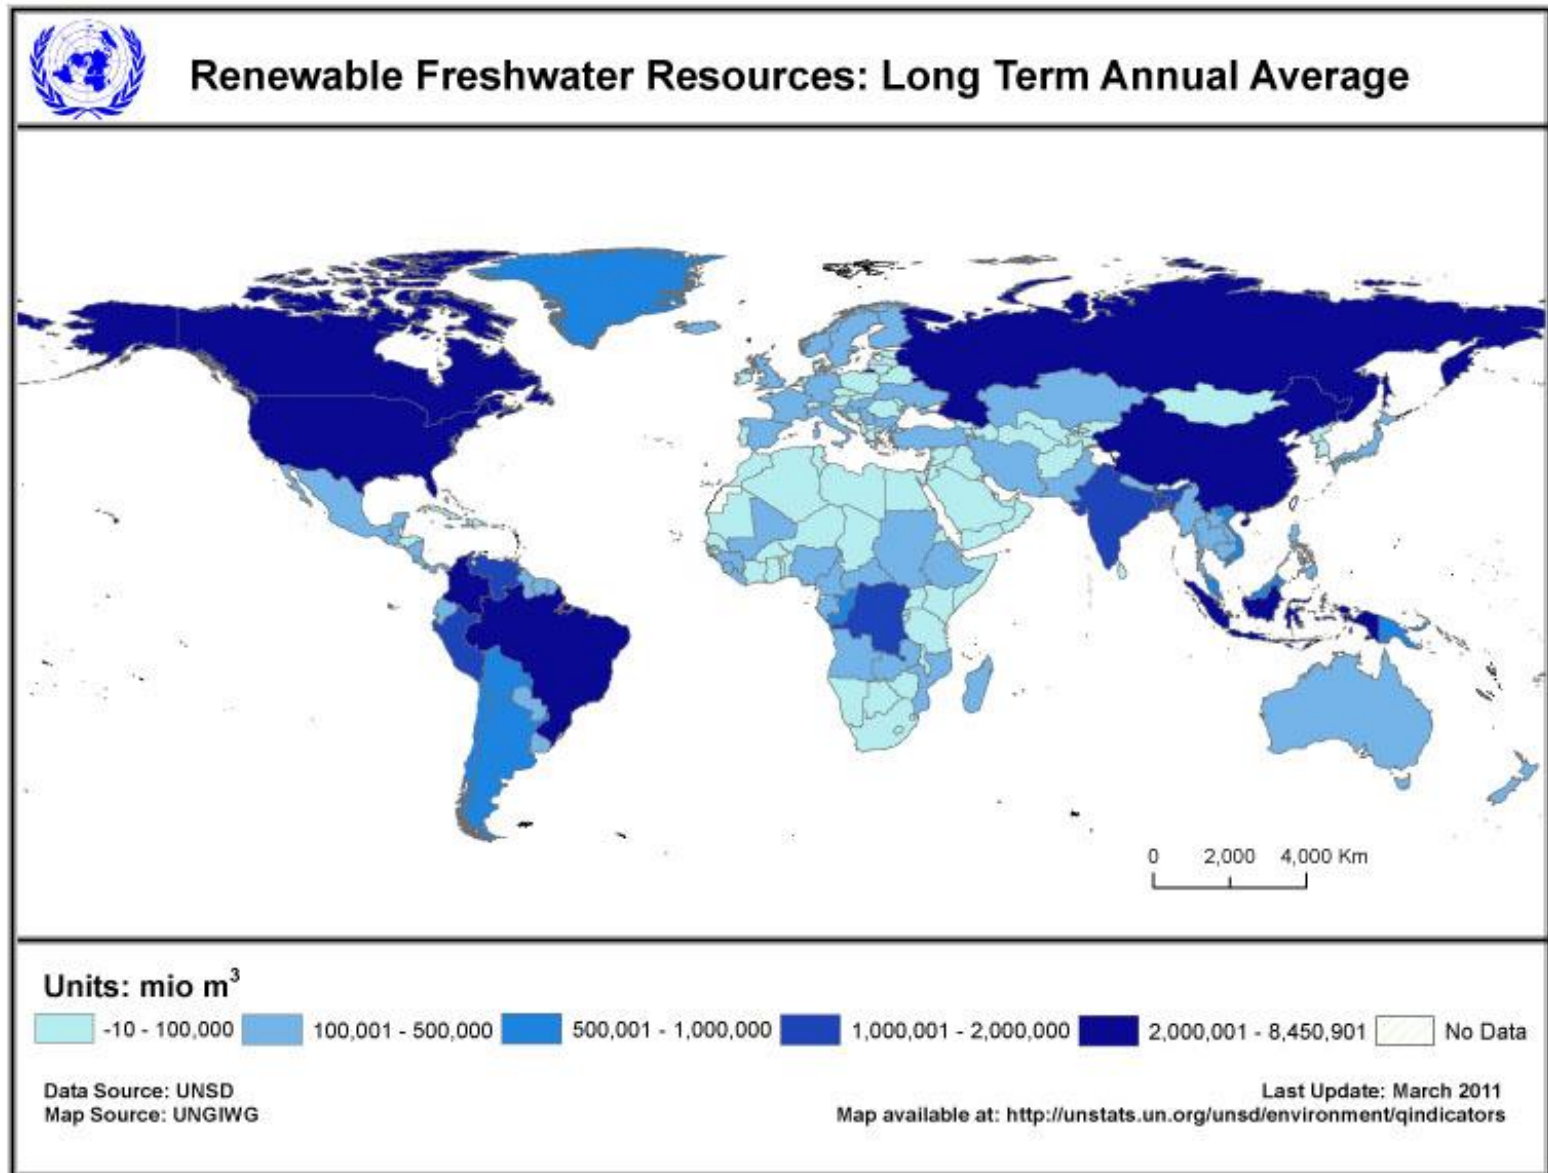 Renewable Freshwater Resources: Long Term Annual Average
0 2,000 4,000 Km
Units: mio m³
-10 - 100,000 100,001 - 500,000 500,001 - 1,000,000 1,000,001 - 2,000,000 2,000,001 - 8,450,901 No Data
Data Source: UNSD Last Update: March 2011
Map Source: UNGIWG Map available at: http://unstats.un.org/unsd/environment/qindicators